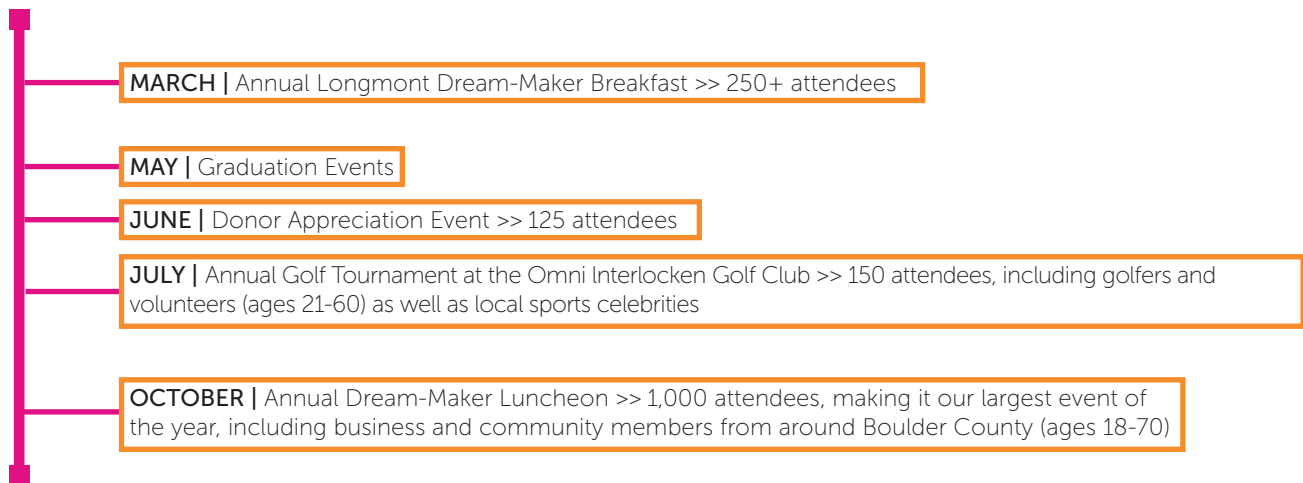 MARCH | Annual Longmont Dream-Maker Breakfast >> 250+ attendees
MAY | Graduation Events
JUNE | Donor Appreciation Event >> 125 attendees
JULY | Annual Golf Tournament at the Omni Interlocken Golf Club >> 150 attendees, including golfers and
volunteers (ages 21-60) as well as local sports celebrities
OCTOBER | Annual Dream-Maker Luncheon >> 1,000 attendees, making it our largest event of
the year, including business and community members from around Boulder County (ages 18-70)